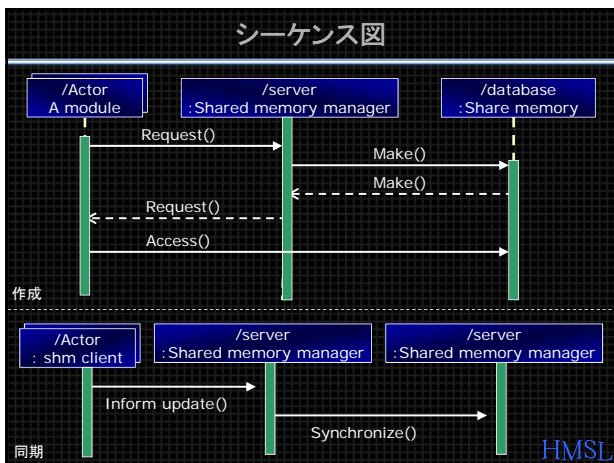 シーケンス図
/Actor
A module
/server
:Shared memory manager
/database
:Share memory
Request()
Make()
Make()
Request()
Access()
作成
/Actor
: shm client
/server
:Shared memory manager
/server
:Shared memory manager
Inform update()
Synchronize()
同期
HMSL